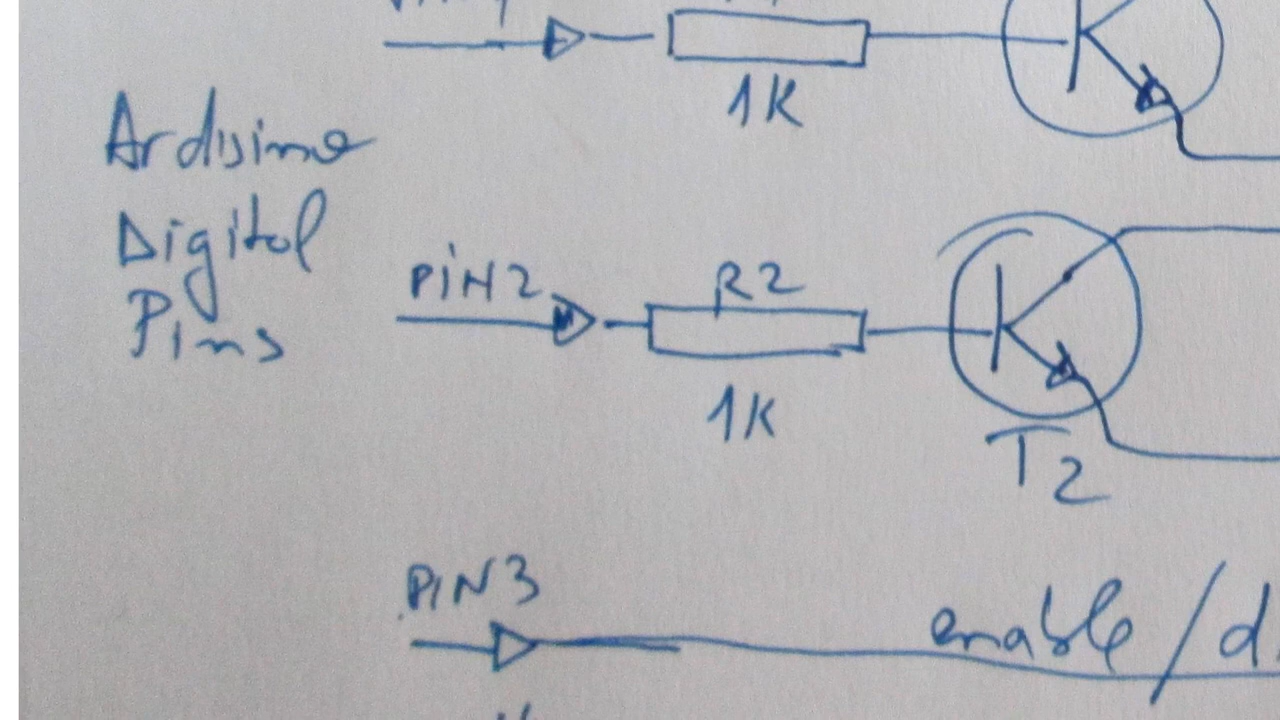 1K
Arduino
Digital
Pins
PIN2
R2
1K
T2
PIN3
enable/d